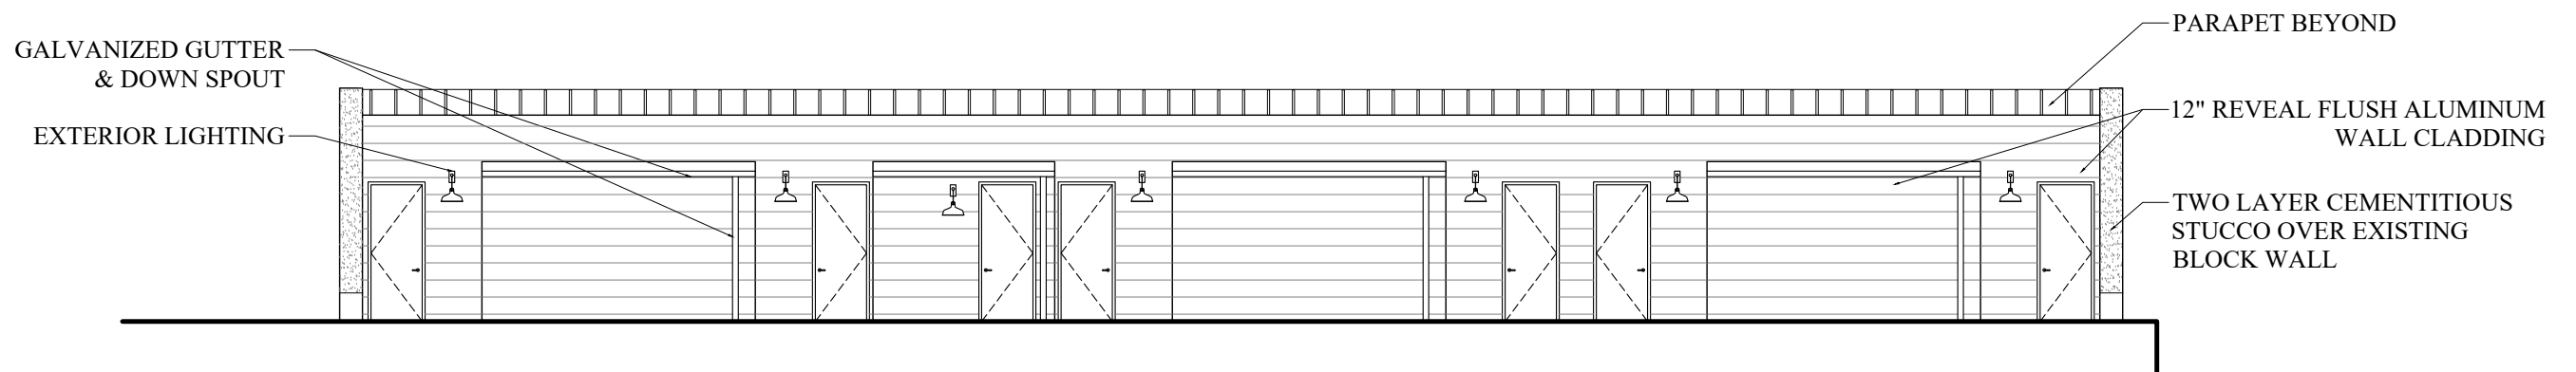 GALVANIZED GUTTER
& DOWN SPOUT
EXTERIOR LIGHTING
PARAPET BEYOND
12" REVEAL FLUSH ALUMINUM
WALL CLADDING
TWO LAYER CEMENTITIOUS
STUCCO OVER EXISTING
BLOCK WALL